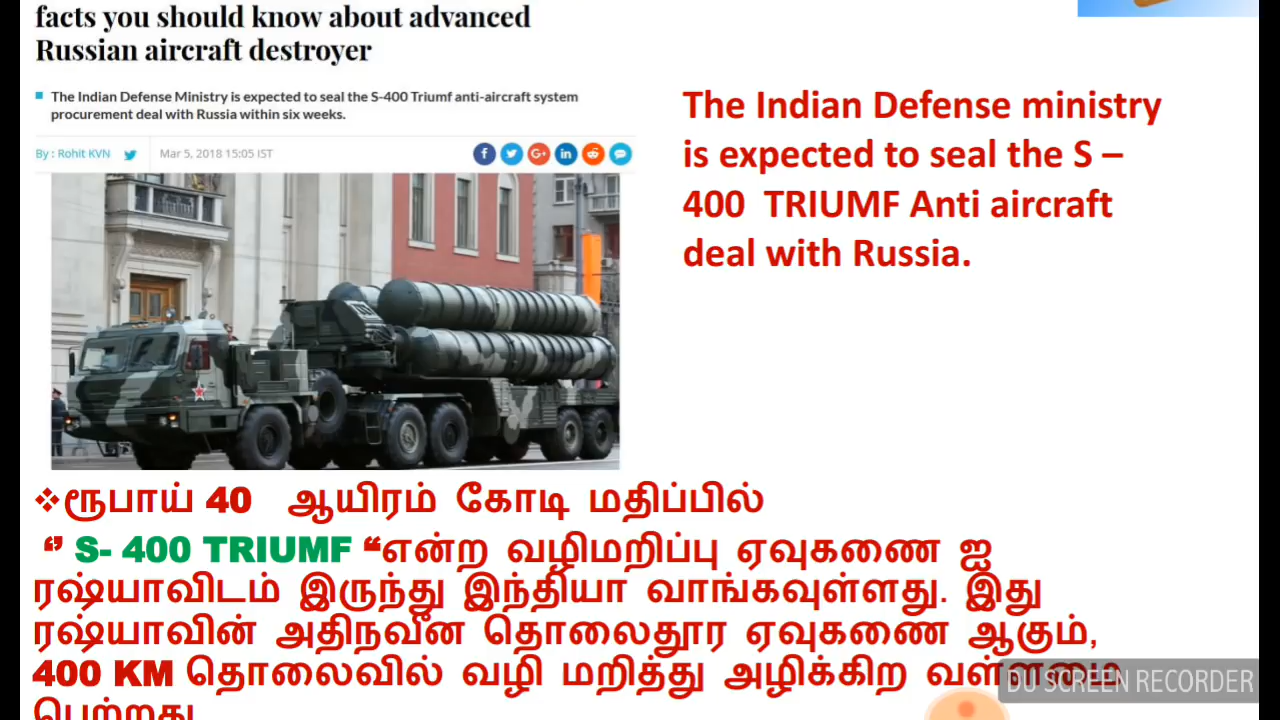 facts you should know about advanced
Russian aircraft destroyer
The Indian Defense Ministry is expected to seal the S-400 Triumf anti-aircraft system
procurement deal with Russia within six weeks.
By : Rohit KVN
Mar 5, 2018 15:05 IST
The Indian Defense ministry
is expected to seal the S –
400 TRIUMF Anti aircraft
deal with Russia.
❖ரூபாய் 40 ஆயிரம் கோடி மதிப்பில்
‘’ S- 400 TRIUMF “என்ற வழிமறிப்பு ஏவுகணை ஐ
ரஷ்யாவிடம் இருந்து இந்தியா வாங்கவுள்ளது. இது
ரஷ்யாவின் அதிநவீன தொலைதூர ஏவுகணை ஆகும்,
400 KM தொலைவில் வழி மறித்து அழிக்கிற வள்ளமை
பெற்றது
DU SCREEN RECORDER